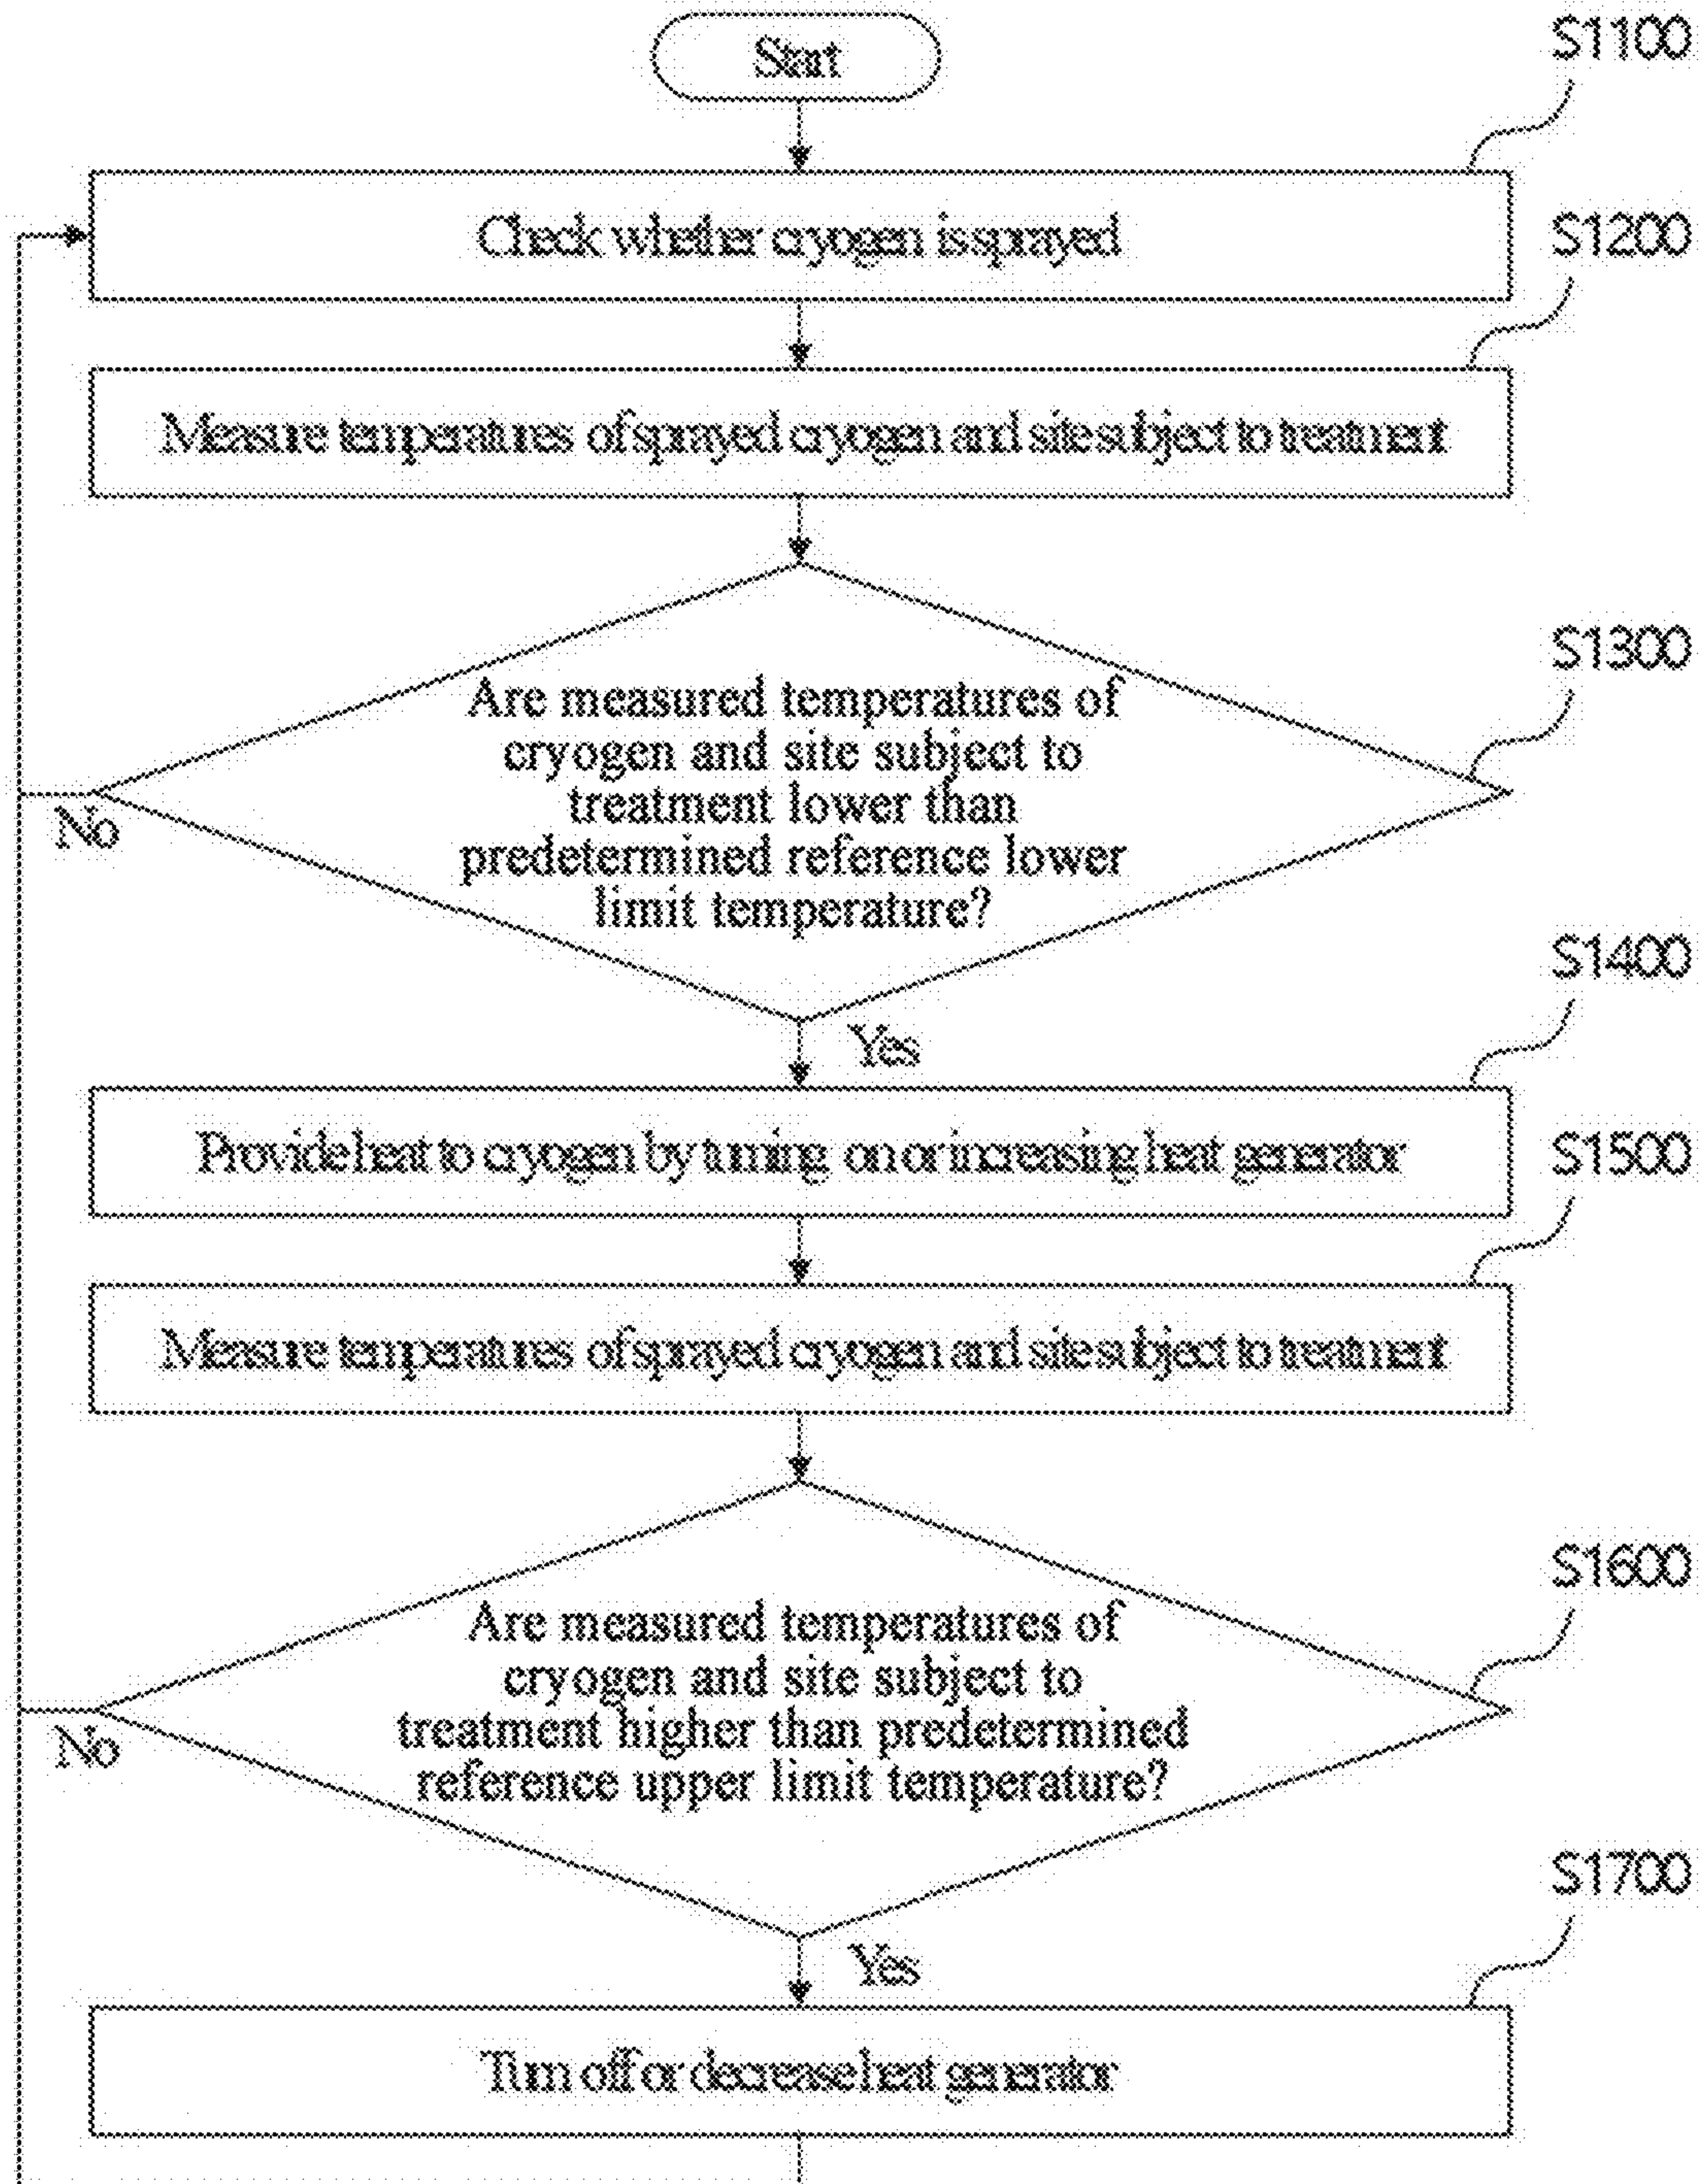 Start
S1100
Check whether cryogen is sprayed
S1200
Measure temperatures of sprayed cryogen and site subject to treatment
S1300
Are measured temperatures of
cryogen and site subject to
treatment lower than
predetermined reference lower
limit temperature?
No
Yes
S1400
Provide heat to cryogen by turning on or increasing heat generator
S1500
Measure temperatures of sprayed cryogen and site subject to treatment
S1600
Are measured temperatures of
cryogen and site subject to
treatment higher than predetermined
reference upper limit temperature?
No
Yes
S1700
Turn off or decrease heat generator